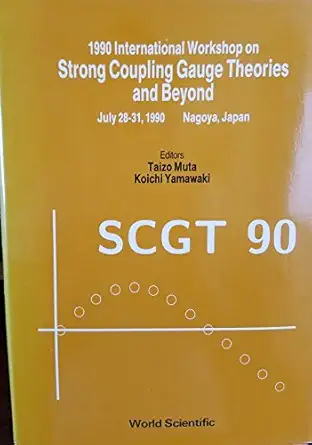 1990 International Workshop on
Strong Coupling Gauge Theories
and Beyond
July 28-31, 1990 Nagoya, Japan
Editors
Taizo Muta
Koichi Yamawaki
SCGT 90
World Scientific